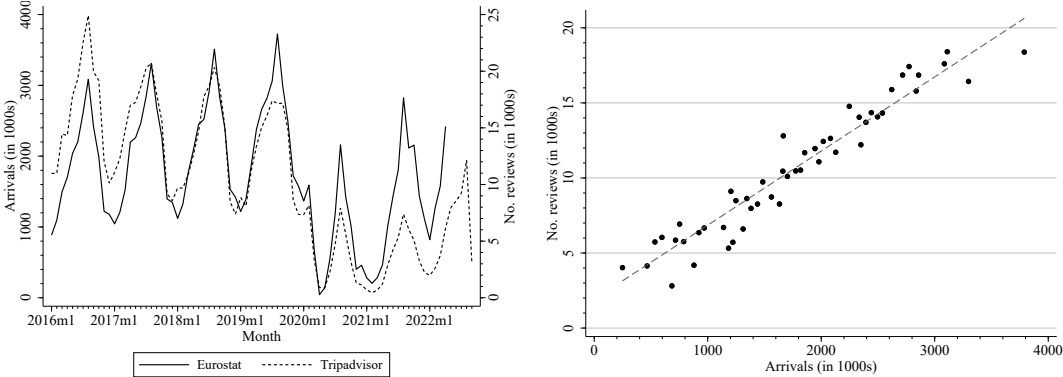 4000
3000
2000
1000
0
Arrivals (in 1000s)
25
20
15
10
5
0
No. reviews (in 1000s)
2016m1 2017m1 2018m1 2019m1 2020m1 2021m1 2022m1
Month
Eurostat Tripadvisor
20
15
10
5
0
No. reviews (in 1000s)
0 1000 2000 3000 4000
Arrivals (in 1000s)